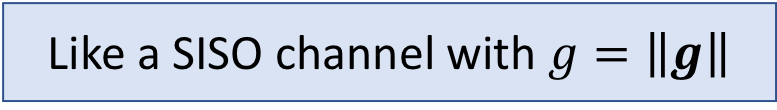 Like a SISO channel with 𝑔 = ‖𝒈‖